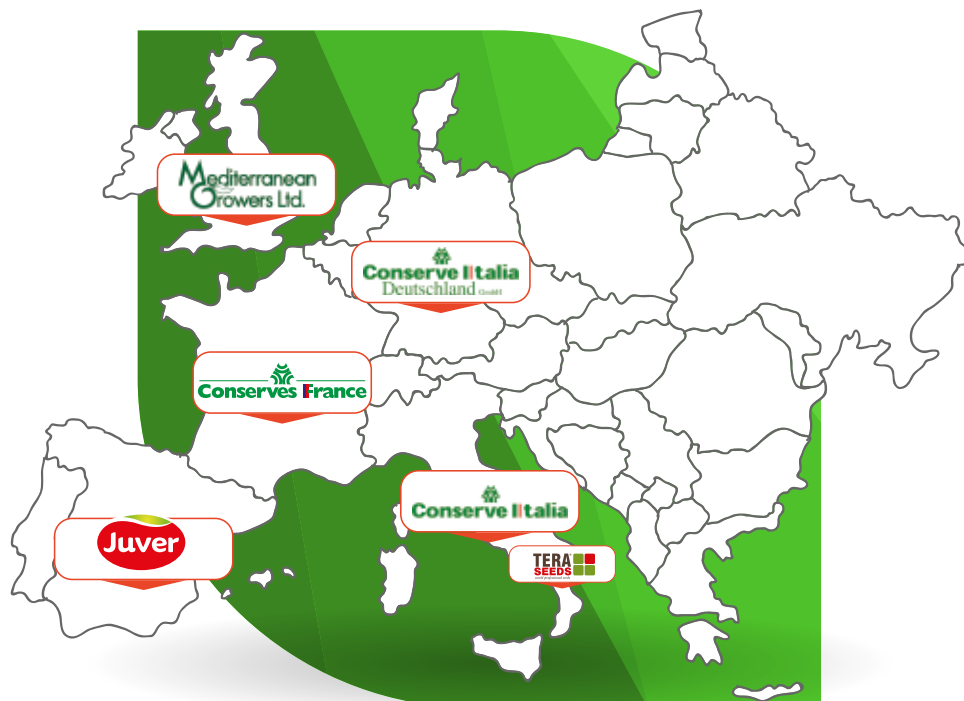 Mediterranean
Growers Ltd.
Conserve Italia
Deutschland GmbH
Conserves France
Conserve Italia
Juver
TERA
SEEDS